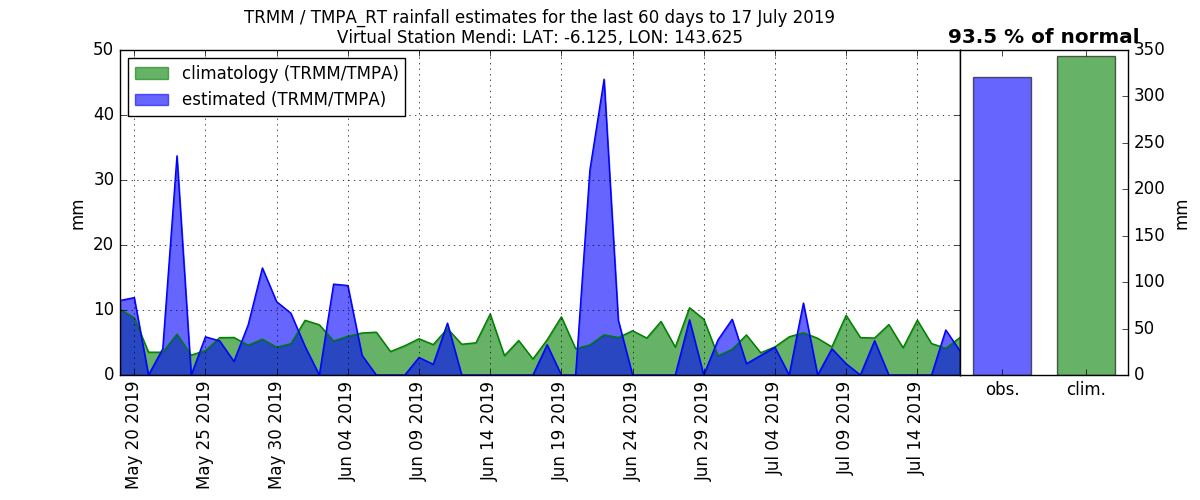 TRMM / TMPA_RT rainfall estimates for the last 60 days to 17 July 2019
Virtual Station Mendi: LAT: -6.125, LON: 143.625
93.5 % of normal
climatology (TRMM/TMPA)
estimated (TRMM/TMPA)
50
40
30
20
10
0
mm
May 20 2019
May 25 2019
May 30 2019
Jun 04 2019
Jun 09 2019
Jun 14 2019
Jun 19 2019
Jun 24 2019
Jun 29 2019
Jul 04 2019
Jul 09 2019
Jul 14 2019
obs.
clim.
350
300
250
200
150
100
50
0
mm